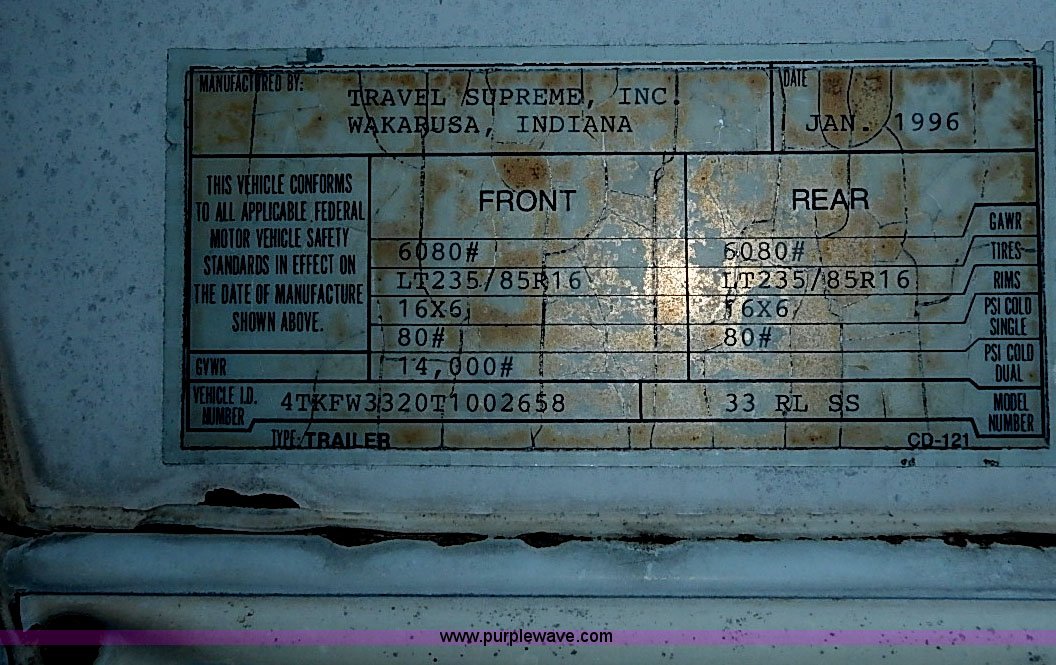 MANUFACTURED BY: DATE
TRAVEL SUPREME, INC.
WAKARUSA, INDIANA JAN. 1996
THIS VEHICLE CONFORMS
TO ALL APPLICABLE FEDERAL
MOTOR VEHICLE SAFETY
STANDARDS IN EFFECT ON
THE DATE OF MANUFACTURE
SHOWN ABOVE.
FRONT REAR
GAWR
6080# 6080# TIRES
LT235/85R16 LT235/85R16 RIMS
16X6 16X6 PSI COLD
SINGLE
80# 80#
PSI COLD
DUAL
GVWR 14,000#
VEHICLE I.D.
NUMBER
4TKFW3320T1002658 33 RL SS MODEL
NUMBER
TYPE: TRAILER CD-121
www.purplewave.com